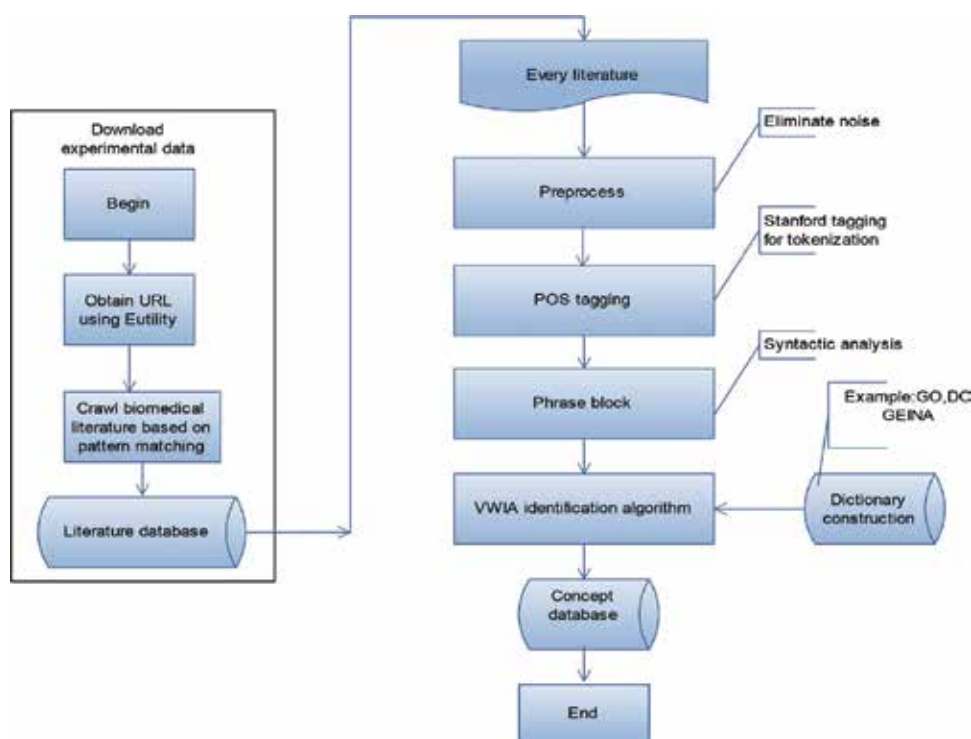 Download
experimental data
Begin
Obtain URL
using Eutility
Crawl biomedical
literature based on
pattern matching
Literature database
Every literature
Eliminate noise
Preprocess
Stanford tagging
for tokenization
POS tagging
Syntactic analysis
Phrase block
Example:GO,DC
GEINA
VWIA identification algorithm
Dictionary
construction
Concept
database
End